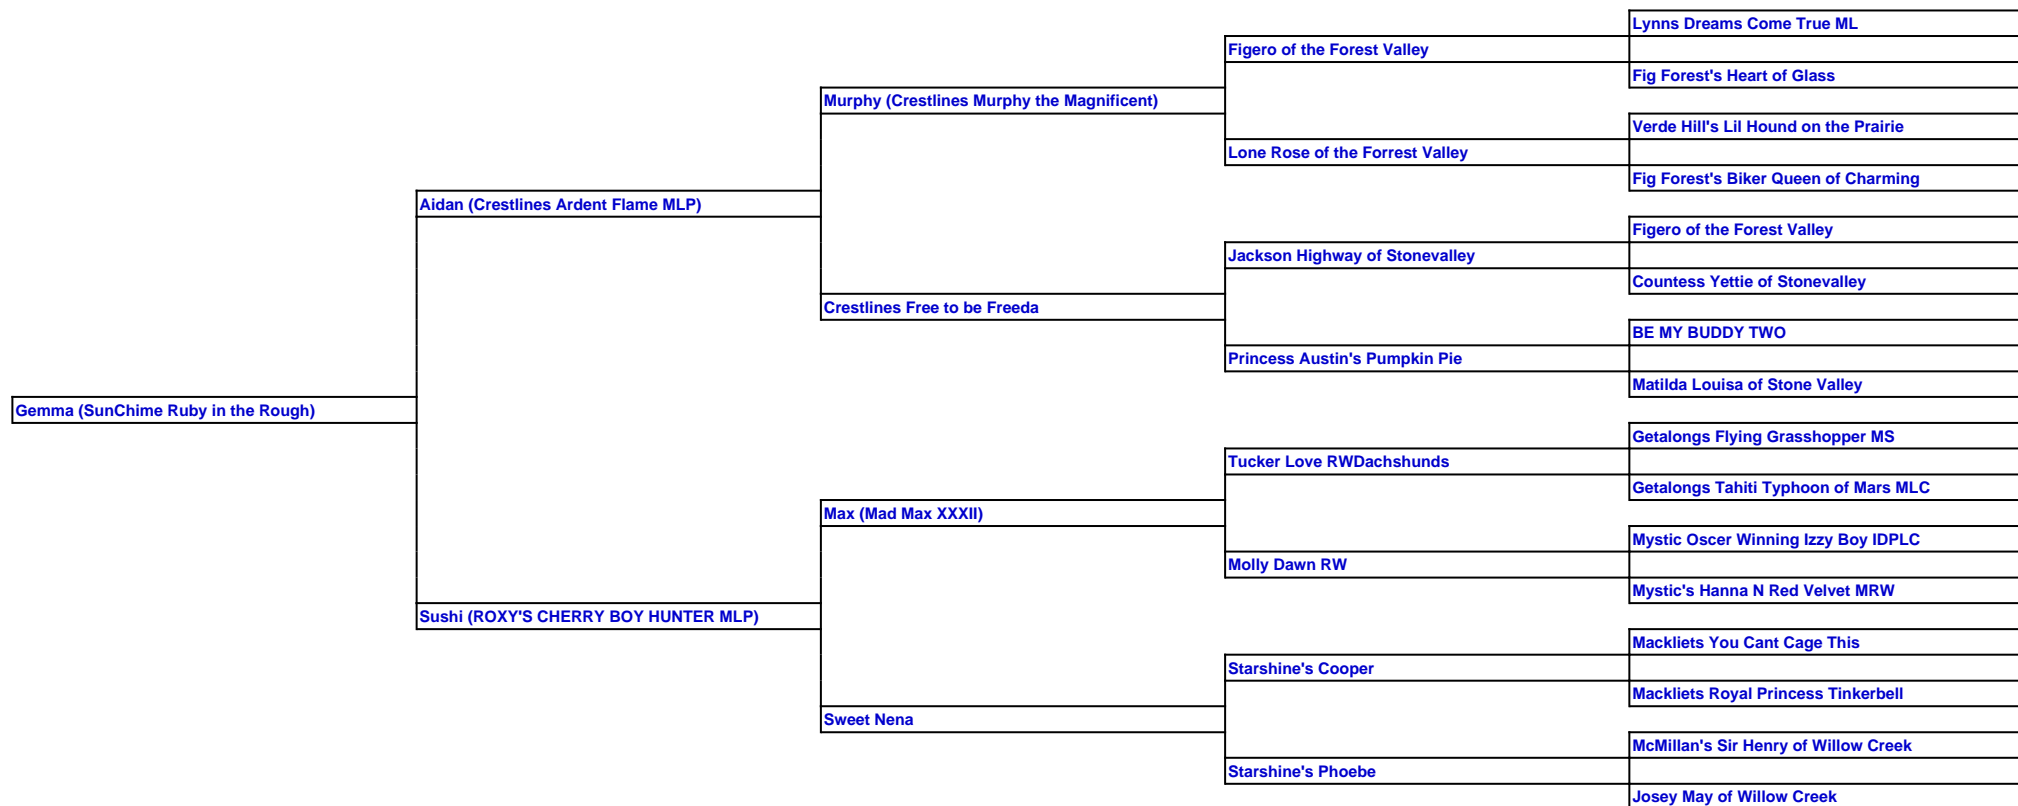 Lynns Dreams Come True ML
Figero of the Forest Valley
Fig Forest's Heart of Glass
Murphy (Crestlines Murphy the Magnificent)
Verde Hill's Lil Hound on the Prairie
Lone Rose of the Forrest Valley
Fig Forest's Biker Queen of Charming
Aidan (Crestlines Ardent Flame MLP)
Figero of the Forest Valley
Jackson Highway of Stonevalley
Countess Yettie of Stonevalley
Crestlines Free to be Freeda
BE MY BUDDY TWO
Princess Austin's Pumpkin Pie
Matilda Louisa of Stone Valley
Gemma (SunChime Ruby in the Rough)
Getalongs Flying Grasshopper MS
Tucker Love RWDachshunds
Getalongs Tahiti Typhoon of Mars MLC
Max (Mad Max XXXII)
Mystic Oscer Winning Izzy Boy IDPLC
Molly Dawn RW
Mystic's Hanna N Red Velvet MRW
Sushi (ROXY'S CHERRY BOY HUNTER MLP)
Mackliets You Cant Cage This
Starshine's Cooper
Mackliets Royal Princess Tinkerbell
Sweet Nena
McMillan's Sir Henry of Willow Creek
Starshine's Phoebe
Josey May of Willow Creek